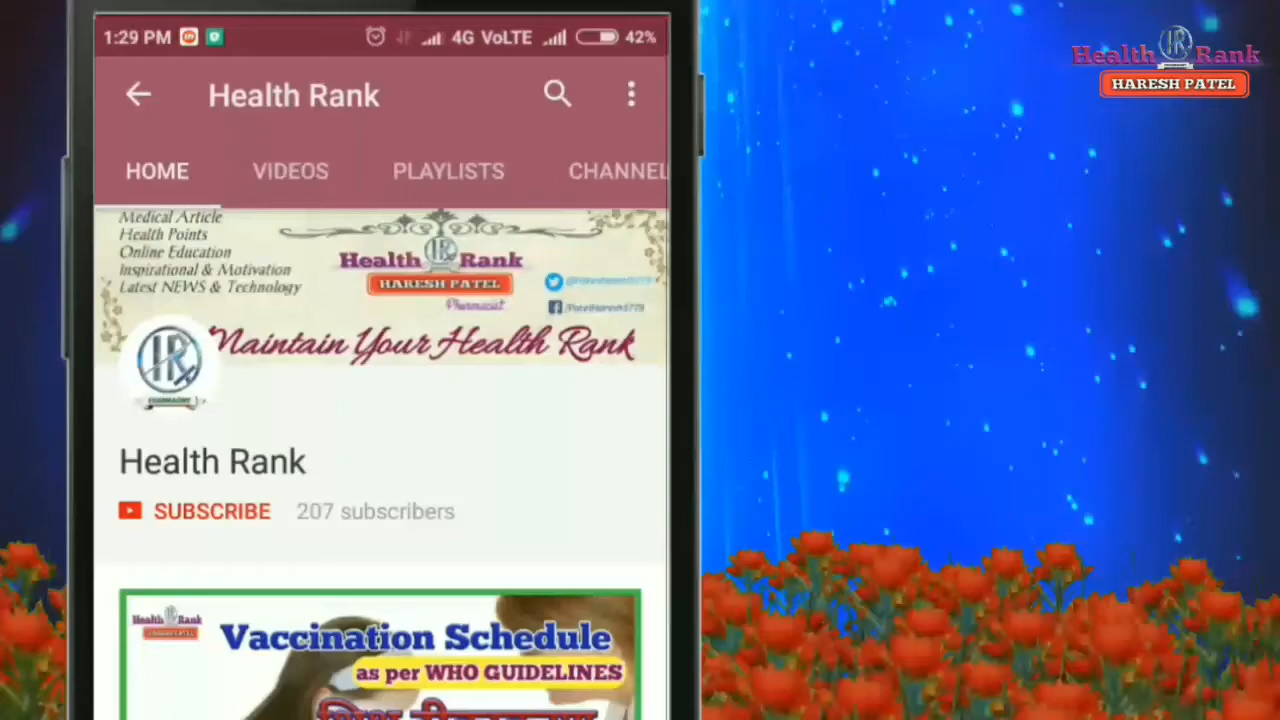 1:29 PM
4G VoLTE
42%
Health Rank
HOME
VIDEOS
PLAYLISTS
CHANNEL
Medical Article
Health Points
Online Education
Inspirational & Motivation
Latest NEWS & Technology
Health Rank
HARESH PATEL
Pharmacist
Maintain Your Health Rank
Health Rank
SUBSCRIBE
207 subscribers
Health Rank
Vaccination Schedule
as per WHO GUIDELINES
Health Rank
HARESH PATEL